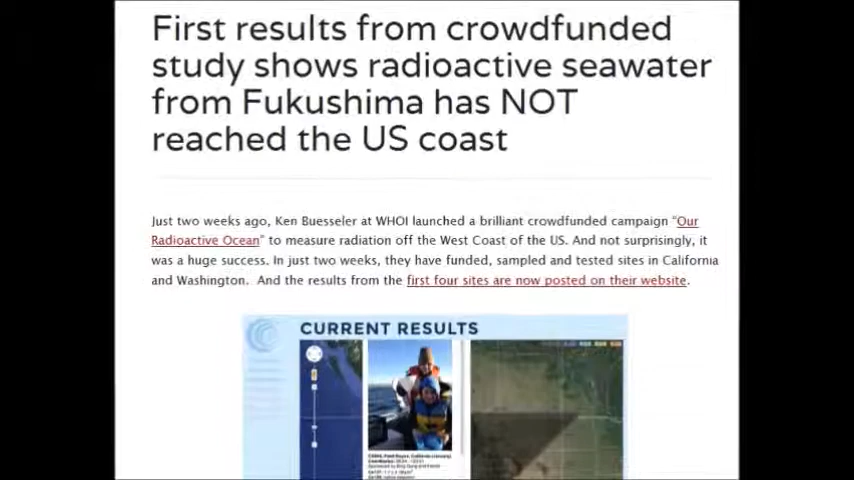 First results from crowdfunded
study shows radioactive seawater
from Fukushima has NOT
reached the US coast
Just two weeks ago, Ken Buesseler at WHOI launched a brilliant crowdfunded campaign "Our
Radioactive Ocean" to measure radiation off the West Coast of the US. And not surprisingly, it
was a huge success. In just two weeks, they have funded, sampled and tested sites in California
and Washington. And the results from the first four sites are now posted on their website.
CURRENT RESULTS